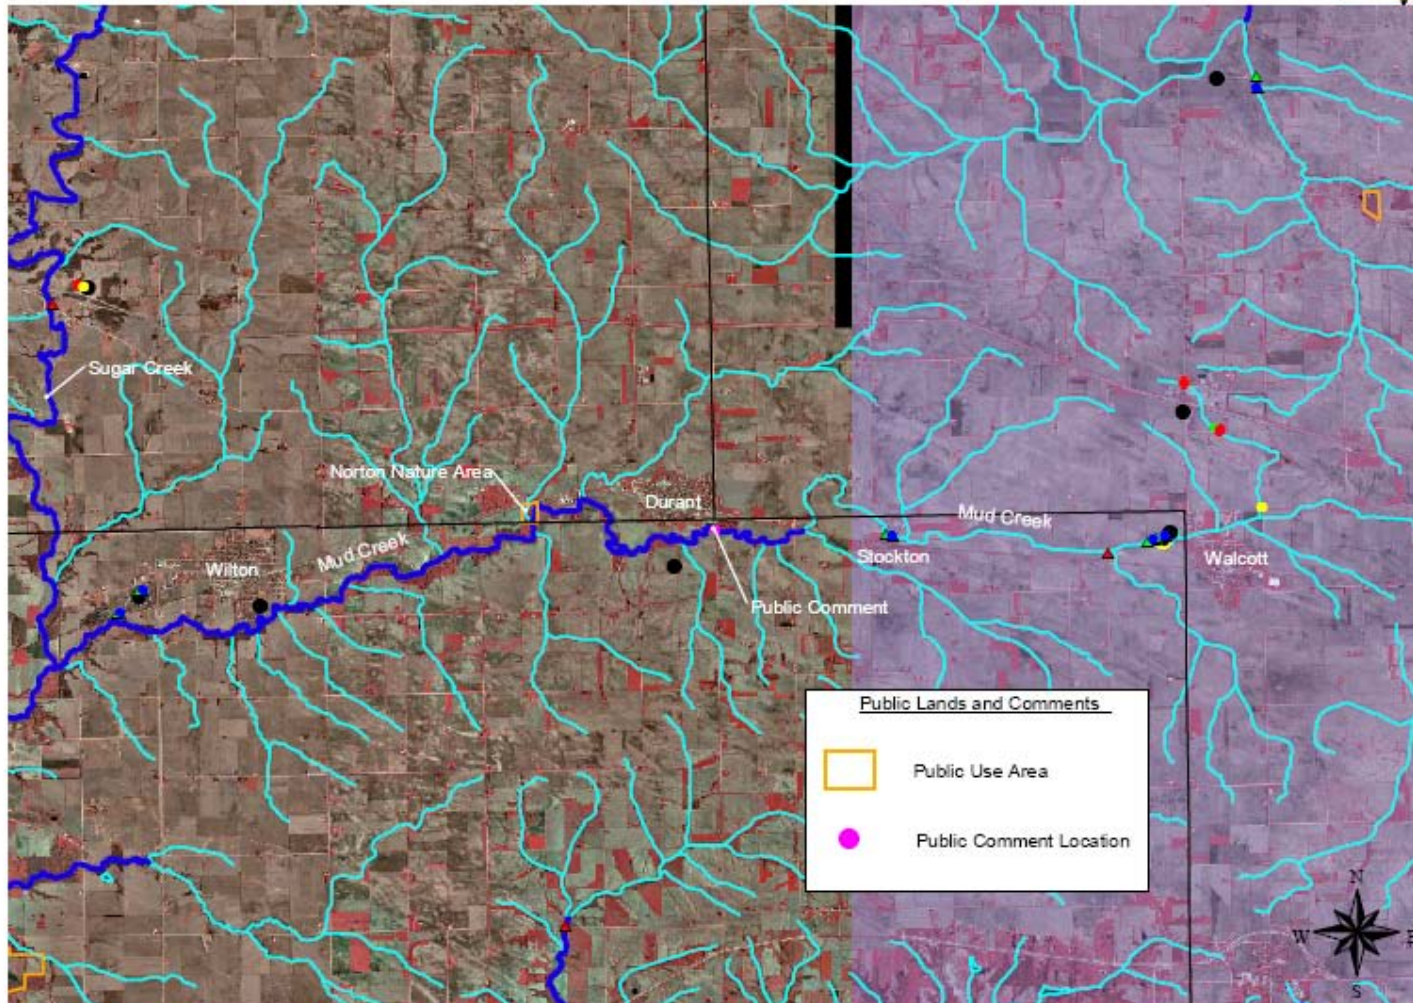 Sugar Creek
Norton Nature Area
Durant
Mud Creek
Mud Creek
Stockton
Walcott
Wilton
Public Comment
Public Lands and Comments
Public Use Area
Public Comment Location
N
W
E
S